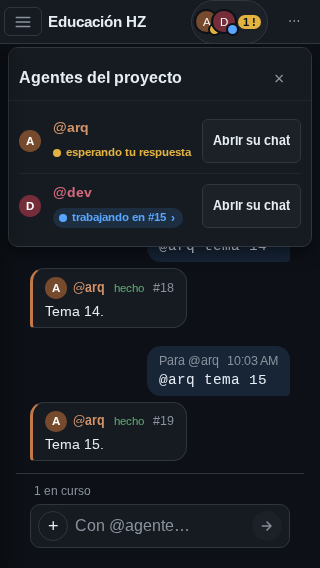 Educación HZ
A D 1 !
...
Agentes del proyecto
×
@arq
A
esperando tu respuesta
Abrir su chat
@dev
D
trabajando en #15 ›
Abrir su chat
@arq tema 14
A @arq hecho #18
Tema 14.
Para @arq 10:03 AM
@arq tema 15
A @arq hecho #19
Tema 15.
1 en curso
+ Con @agente…